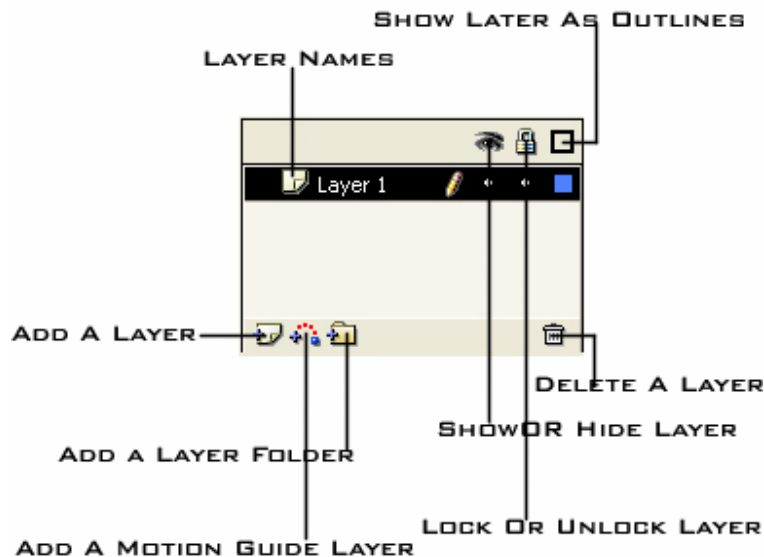 Show Later As Outlines
Layer Names
Layer 1
Add A Layer
Delete A Layer
ShowOR Hide Layer
Add a Layer Folder
Lock Or Unlock Layer
Add A Motion Guide Layer